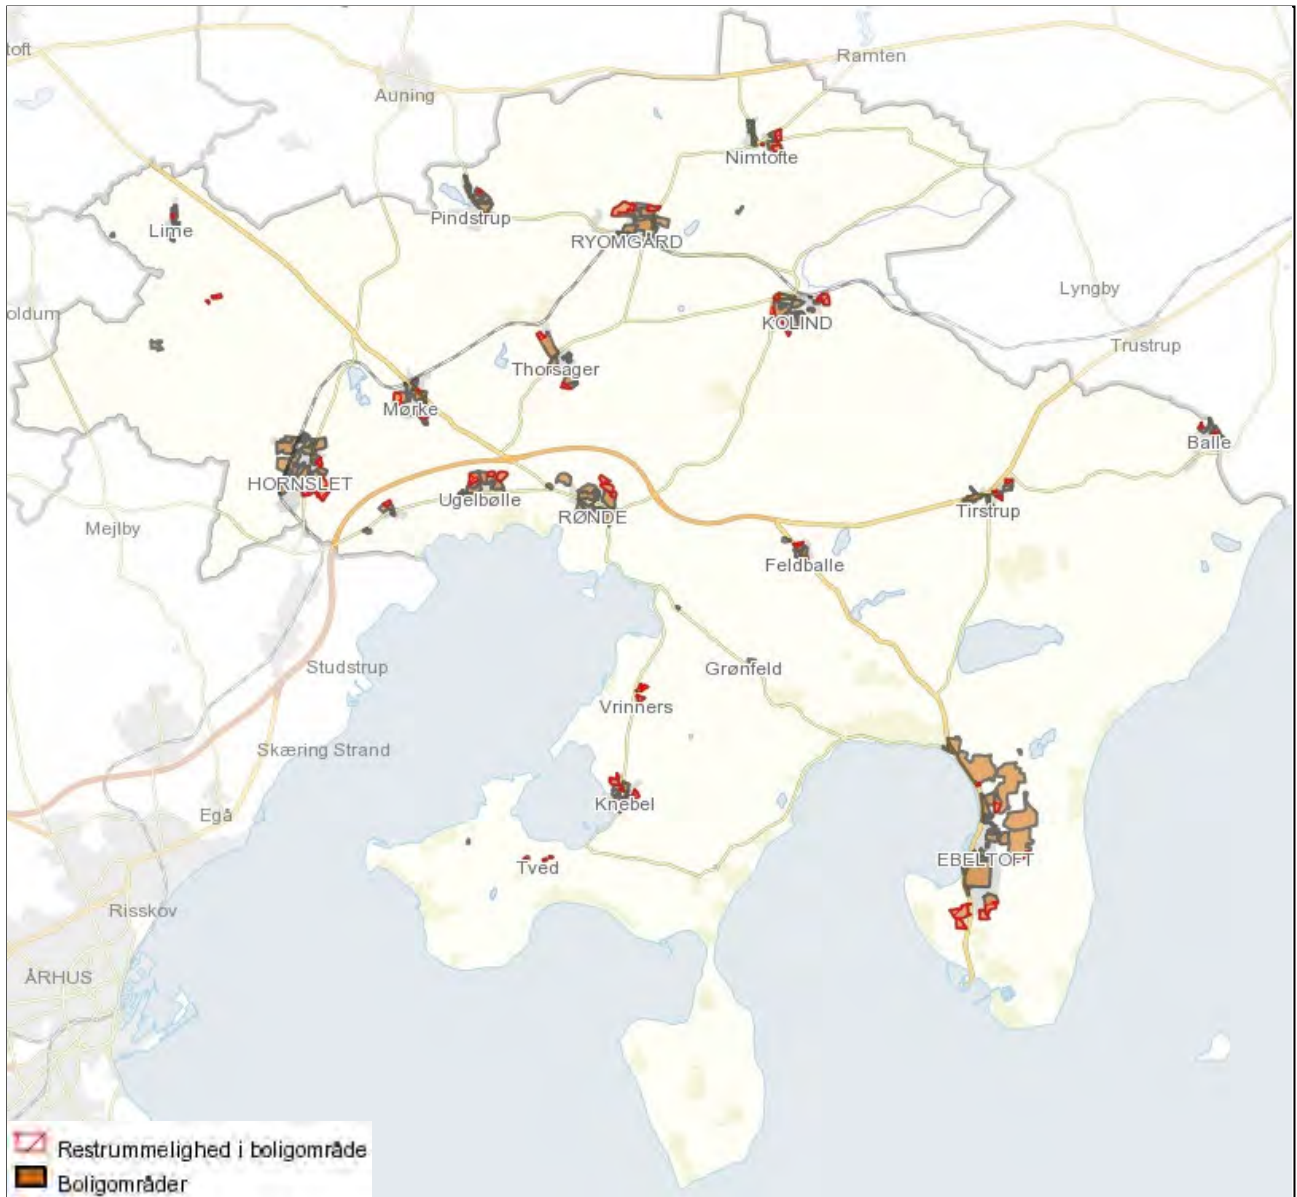 toft
Ramten
Auning
Nimtofte
Pindstrup
Lime
RYOMGÅRD
oldum
Lyngby
KOLIND
Trustrup
Thorsager
Mørke
Balle
HORNSLET
Ugelbølle
RØNDE
Tirstrup
Mejlby
Feldballe
Studstrup
Grønfeld
Vrinners
Skæring Strand
Knebel
Egå
Tved
EBELTOFT
Risskov
ÅRHUS
Restrummelighed i boligområde
Boligområder